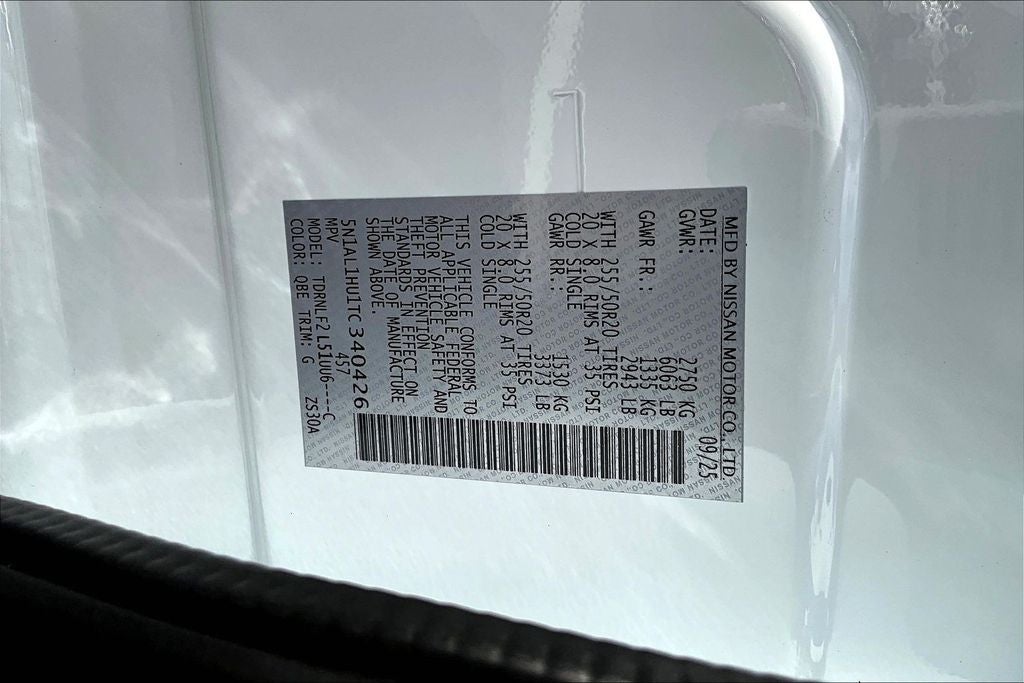 MFD BY NISSAN MOTOR CO., LTD.
DATE: 09/25
GVWR: 2750 KG
6063 LB
GAWR FR.: 1335 KG
2943 LB
WITH 255/50R20 TIRES
20 X 8.0 RIMS AT 35 PSI
COLD SINGLE
GAWR RR.: 1530 KG
3373 LB
WITH 255/50R20 TIRES
20 X 8.0 RIMS AT 35 PSI
COLD SINGLE
THIS VEHICLE CONFORMS TO
ALL APPLICABLE FEDERAL
MOTOR VEHICLE SAFETY AND
THEFT PREVENTION
STANDARDS IN EFFECT ON
THE DATE OF MANUFACTURE
SHOWN ABOVE.
5N1AL1HU1TC340426
MPV 457
MODEL: TDRNLF2 L51UU6----C
COLOR: QBE TRIM: G ZS30A